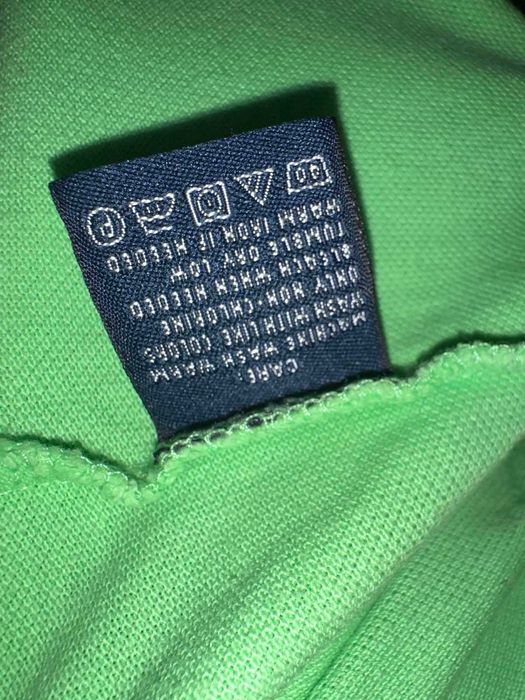 CARE:
MACHINE WASH WARM
WASH WITH LIKE COLORS
ONLY NON-CHLORINE
BLEACH WHEN NEEDED
TUMBLE DRY LOW
WARM IRON IF NEEDED
P